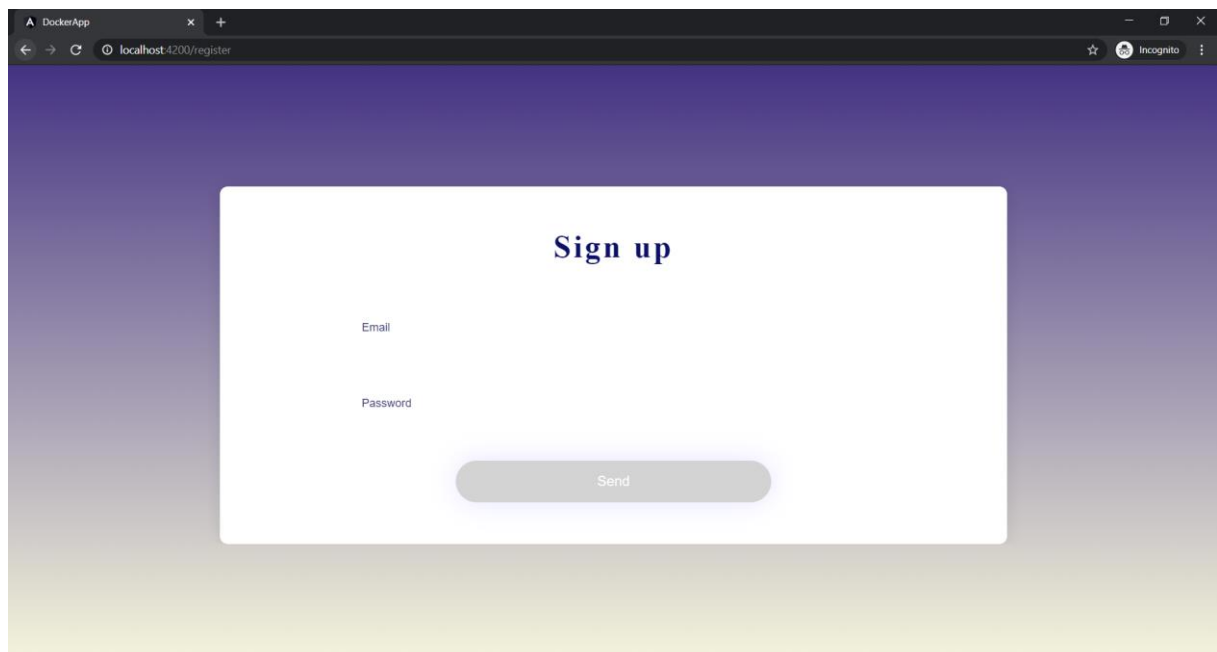 DockerApp
localhost:4200/register
Incognito
Sign up
Email
Password
Send